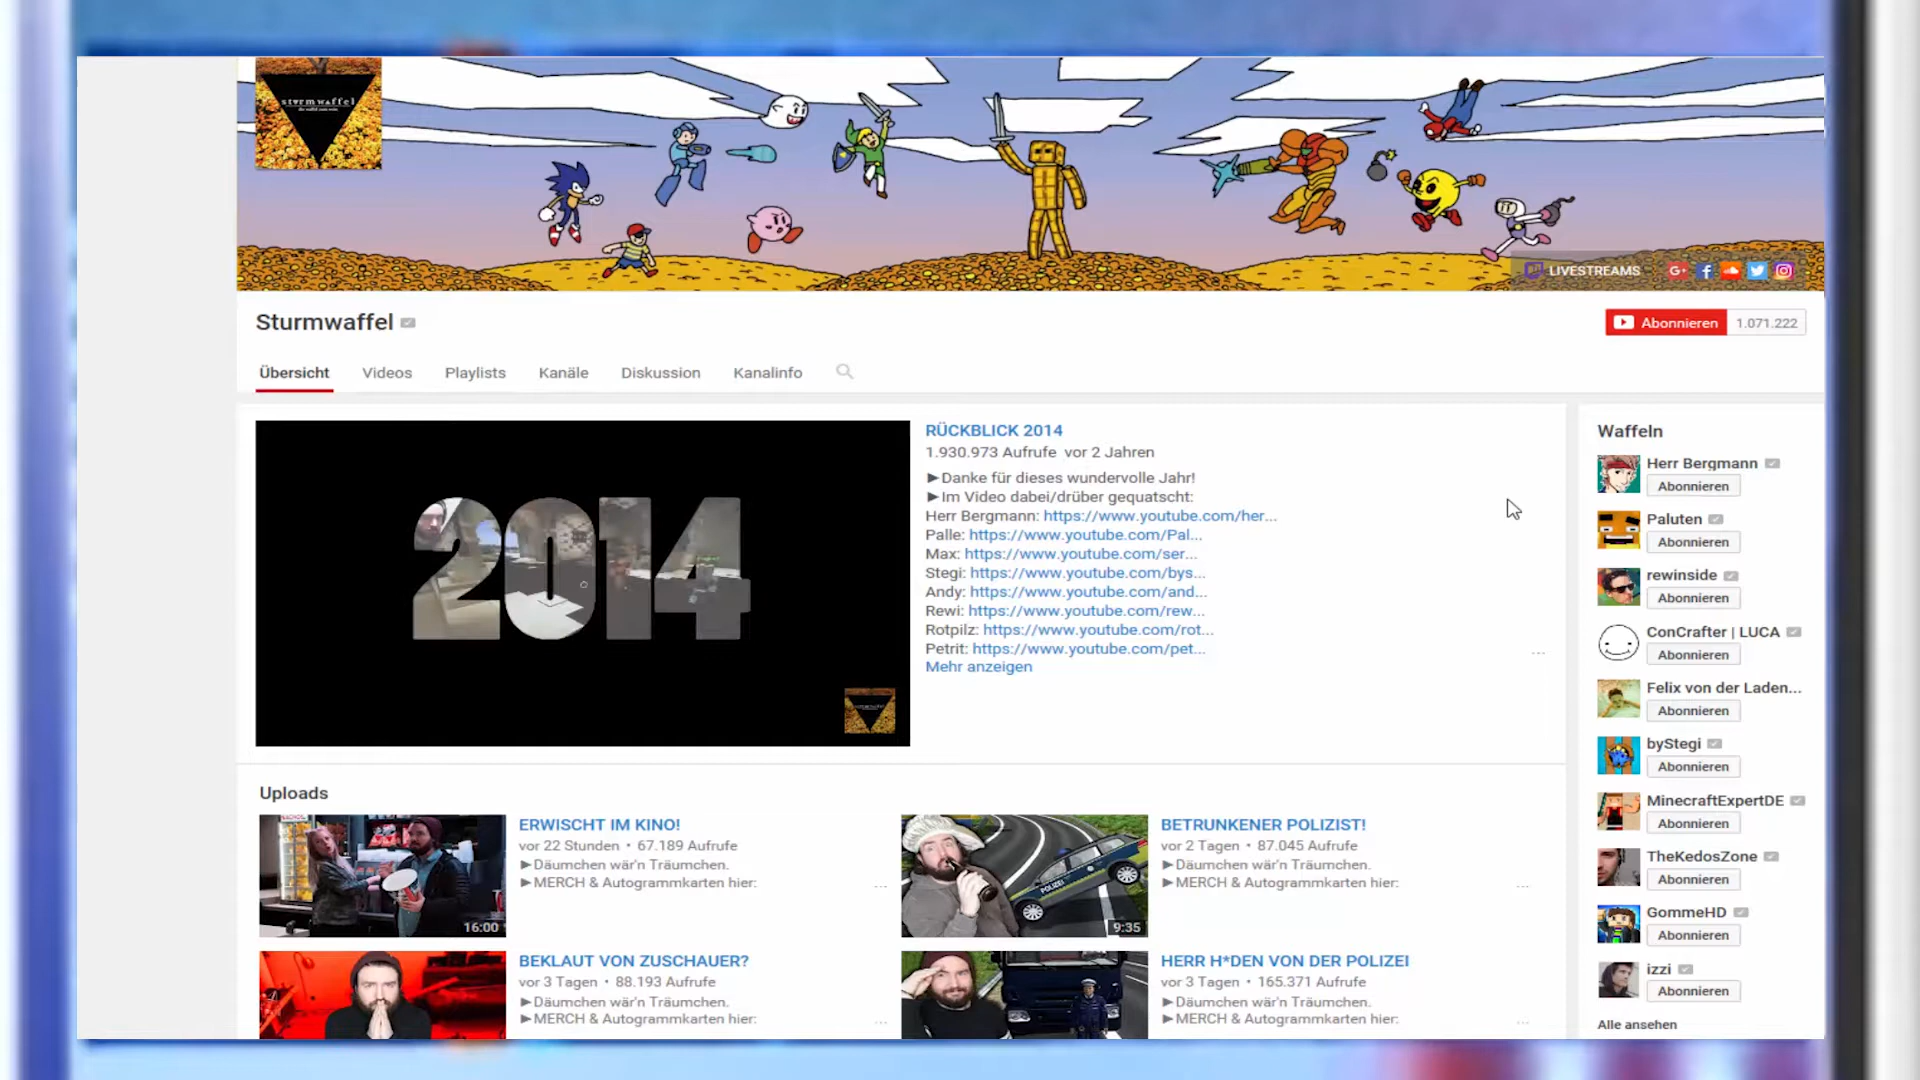 sturmwaffel
LIVESTREAMS
Sturmwaffel
Abonnieren 1.071.222
Übersicht Videos Playlists Kanäle Diskussion Kanalinfo
2014
RÜCKBLICK 2014
1.930.973 Aufrufe vor 2 Jahren
►Danke für dieses wundervolle Jahr!
►Im Video dabei/drüber gequatscht:
Herr Bergmann: https://www.youtube.com/her...
Palle: https://www.youtube.com/Pal...
Max: https://www.youtube.com/ser...
Stegi: https://www.youtube.com/bys...
Andy: https://www.youtube.com/and...
Rewi: https://www.youtube.com/rew...
Rotpilz: https://www.youtube.com/rot...
Petrit: https://www.youtube.com/pet...
Mehr anzeigen
Uploads
16:00
ERWISCHT IM KINO!
vor 22 Stunden • 67.189 Aufrufe
►Däumchen wär'n Träumchen.
►MERCH & Autogrammkarten hier:
POLIZEI
9:35
BETRUNKENER POLIZIST!
vor 2 Tagen • 87.045 Aufrufe
►Däumchen wär'n Träumchen.
►MERCH & Autogrammkarten hier:
BEKLAUT VON ZUSCHAUER?
vor 3 Tagen • 88.193 Aufrufe
►Däumchen wär'n Träumchen.
►MERCH & Autogrammkarten hier:
HERR H*DEN VON DER POLIZEI
vor 3 Tagen • 165.371 Aufrufe
►Däumchen wär'n Träumchen.
►MERCH & Autogrammkarten hier:
Waffeln
Herr Bergmann
Abonnieren
Paluten
Abonnieren
rewinside
Abonnieren
ConCrafter | LUCA
Abonnieren
Felix von der Laden...
Abonnieren
byStegi
Abonnieren
MinecraftExpertDE
Abonnieren
TheKedosZone
Abonnieren
GommeHD
Abonnieren
izzi
Abonnieren
Alle ansehen